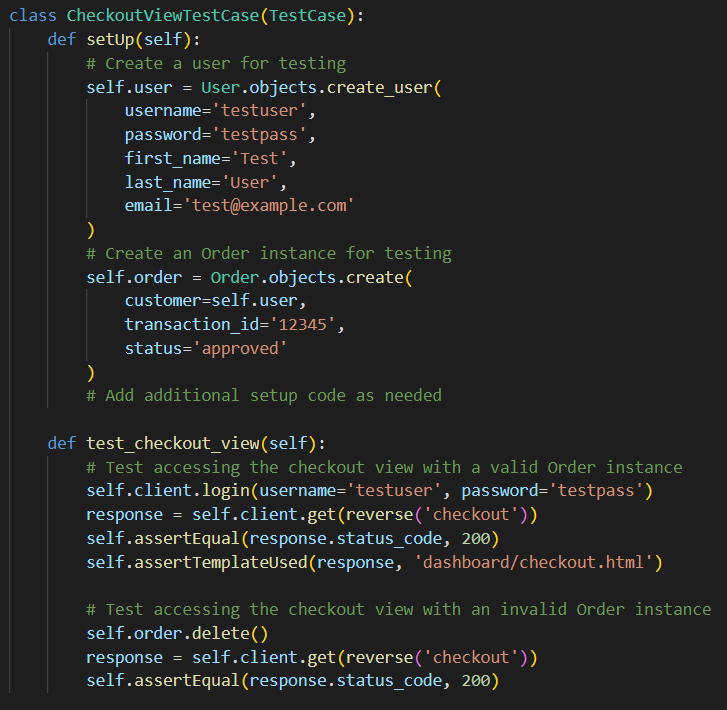 class CheckoutViewTestCase(TestCase):
    def setUp(self):
        # Create a user for testing
        self.user = User.objects.create_user(
            username='testuser',
            password='testpass',
            first_name='Test',
            last_name='User',
            email='test@example.com'
        )
        # Create an Order instance for testing
        self.order = Order.objects.create(
            customer=self.user,
            transaction_id='12345',
            status='approved'
        )
        # Add additional setup code as needed

    def test_checkout_view(self):
        # Test accessing the checkout view with a valid Order instance
        self.client.login(username='testuser', password='testpass')
        response = self.client.get(reverse('checkout'))
        self.assertEqual(response.status_code, 200)
        self.assertTemplateUsed(response, 'dashboard/checkout.html')

        # Test accessing the checkout view with an invalid Order instance
        self.order.delete()
        response = self.client.get(reverse('checkout'))
        self.assertEqual(response.status_code, 200)